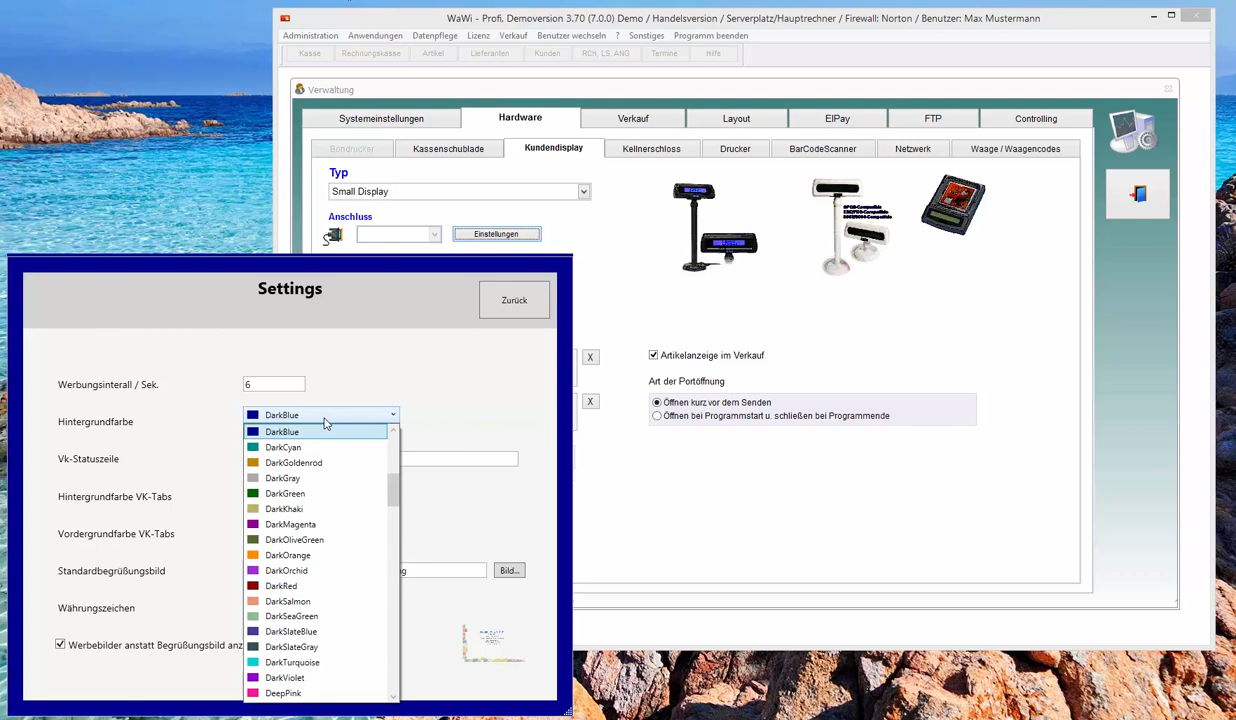 WaWi - Profi, Demoversion 3.70 (7.0.0) Demo / Handelsversion / Serverplatz/Hauptrechner / Firewall: Norton / Benutzer: Max Mustermann
Administration Anwendungen Datenpflege Lizenz Verkauf Benutzer wechseln ? Sonstiges Programm beenden
Kasse Rechnungskasse Artikel Lieferanten Kunden RCH, LS, ANG Termine Hilfe
Verwaltung
Systemeinstellungen Hardware Verkauf Layout ElPay FTP Controlling
Bondrucker Kassenschublade Kundendisplay Kellnerschloss Drucker BarCodeScanner Netzwerk Waage / Waagencodes
Typ
Small Display
Anschluss
Einstellungen
X
Artikelanzeige im Verkauf
Art der Portöffnung
X
Öffnen kurz vor dem Senden
Öffnen bei Programmstart u. schließen bei Programmende
Settings
Zurück
Werbungsinterall / Sek.
6
Hintergrundfarbe
DarkBlue
Vk-Statuszeile
Hintergrundfarbe VK-Tabs
Vordergrundfarbe VK-Tabs
Standardbegrüßungsbild
Bild...
Währungszeichen
Werbebilder anstatt Begrüßungsbild anz
DarkBlue
DarkCyan
DarkGoldenrod
DarkGray
DarkGreen
DarkKhaki
DarkMagenta
DarkOliveGreen
DarkOrange
DarkOrchid
DarkRed
DarkSalmon
DarkSeaGreen
DarkSlateBlue
DarkSlateGray
DarkTurquoise
DarkViolet
DeepPink